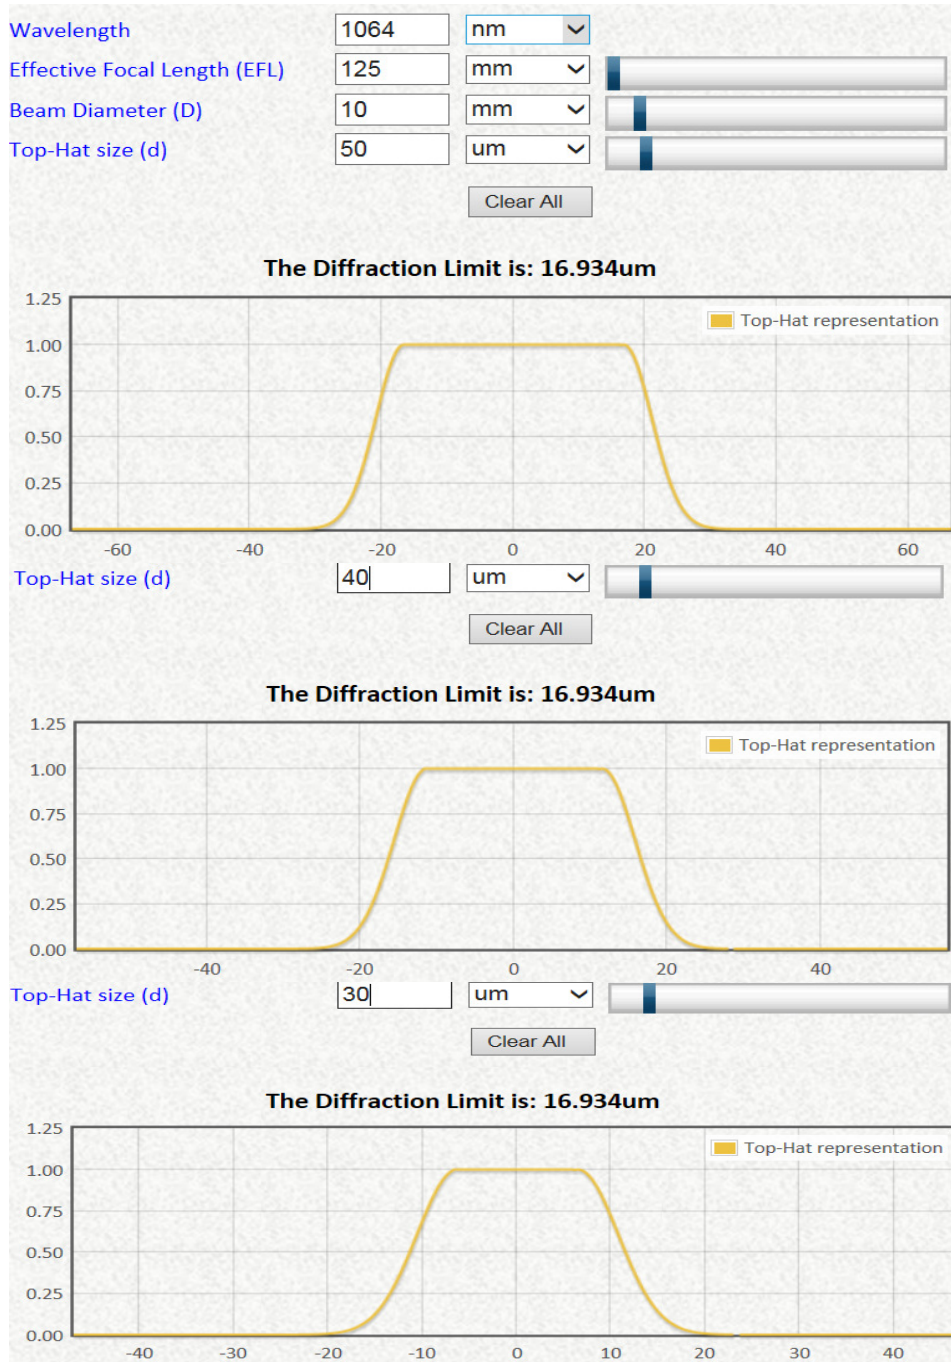 Wavelength 1064 nm
Effective Focal Length (EFL) 125 mm
Beam Diameter (D) 10 mm
Top-Hat size (d) 50 um
Clear All
The Diffraction Limit is: 16.934um
1.25
Top-Hat representation
1.00
0.75
0.50
0.25
0.00
-60 -40 -20 0 20 40 60
Top-Hat size (d) 40 um
Clear All
The Diffraction Limit is: 16.934um
1.25
Top-Hat representation
1.00
0.75
0.50
0.25
0.00
-40 -20 0 20 40
Top-Hat size (d) 30 um
Clear All
The Diffraction Limit is: 16.934um
1.25
Top-Hat representation
1.00
0.75
0.50
0.25
0.00
-40 -30 -20 -10 0 10 20 30 40